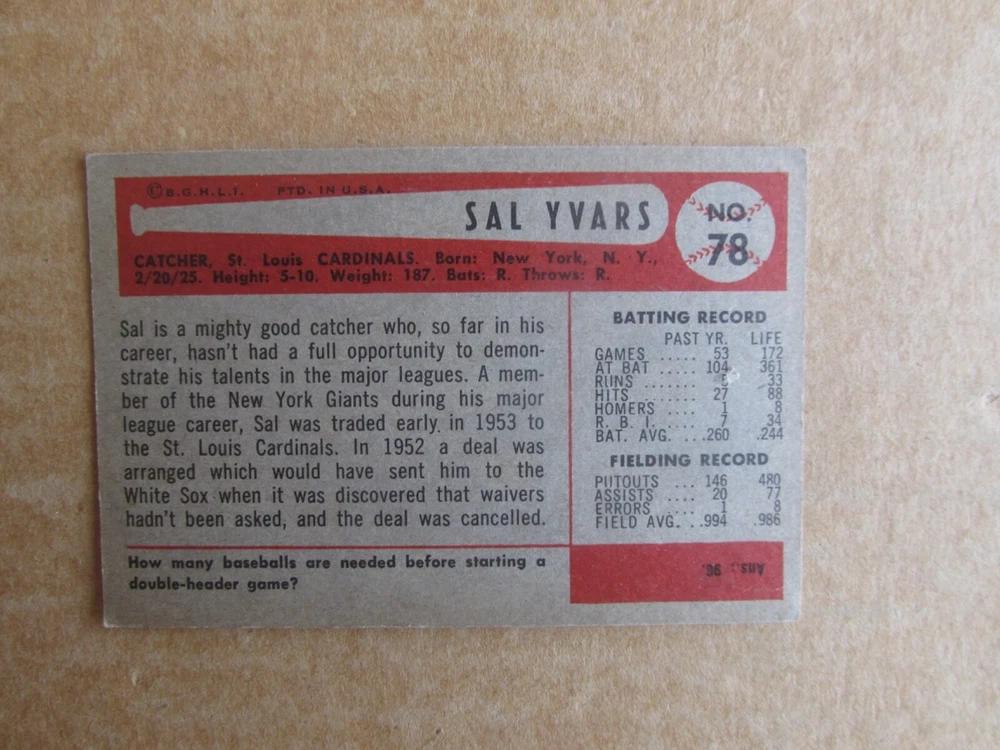 ©B.G.H.L.I. PTD. IN U.S.A.
SAL YVARS
NO.
78
CATCHER, St. Louis CARDINALS. Born: New York, N. Y.,
2/20/25. Height: 5-10. Weight: 187. Bats: R. Throws: R.
Sal is a mighty good catcher who, so far in his
career, hasn't had a full opportunity to demon-
strate his talents in the major leagues. A mem-
ber of the New York Giants during his major
league career, Sal was traded early in 1953 to
the St. Louis Cardinals. In 1952 a deal was
arranged which would have sent him to the
White Sox when it was discovered that waivers
hadn't been asked, and the deal was cancelled.
How many baseballs are needed before starting a
double-header game?
BATTING RECORD
PAST YR. LIFE
GAMES ..... 53 172
AT BAT ..... 104 361
RUNS ....... 33
HITS ....... 27 88
HOMERS .... 1 8
R. B. I. .... 7 34
BAT. AVG. ...260 .244
FIELDING RECORD
PUTOUTS ... 146 480
ASSISTS .... 20 77
ERRORS .... 1 8
FIELD AVG. ..994 .986
Ans.: 96.